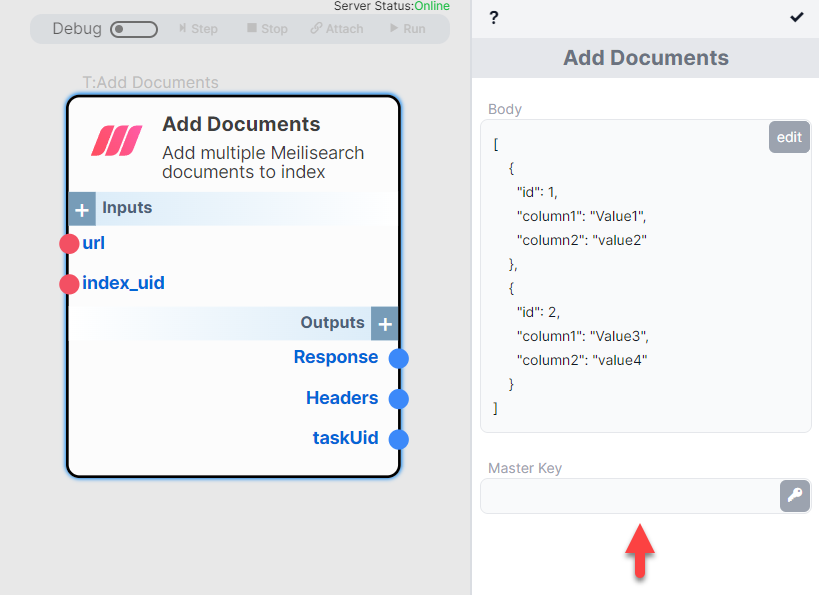 Server Status:Online
Debug
Step
Stop
Attach
Run
T:Add Documents
Add Documents
Add multiple Meilisearch
documents to index
+ Inputs
url
index_uid
Outputs +
Response
Headers
taskUid
?
Add Documents
Body
edit
[
{
"id": 1,
"column1": "Value1",
"column2": "value2"
},
{
"id": 2,
"column1": "Value3",
"column2": "value4"
}
]
Master Key